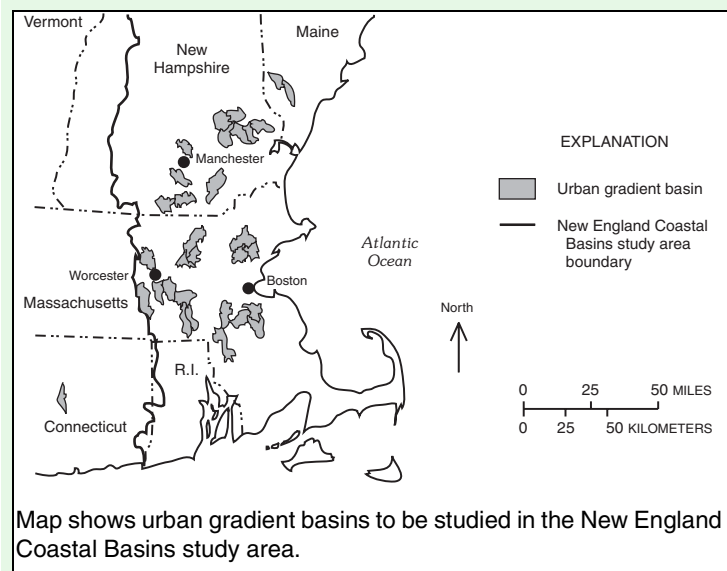 Vermont
Maine
New
Hampshire
Manchester
EXPLANATION
Urban gradient basin
New England Coastal
Basins study area
boundary
Atlantic
Ocean
Worcester
Boston
Massachusetts
North
R.I.
Connecticut
0 25 50 MILES
0 25 50 KILOMETERS
Map shows urban gradient basins to be studied in the New England
Coastal Basins study area.